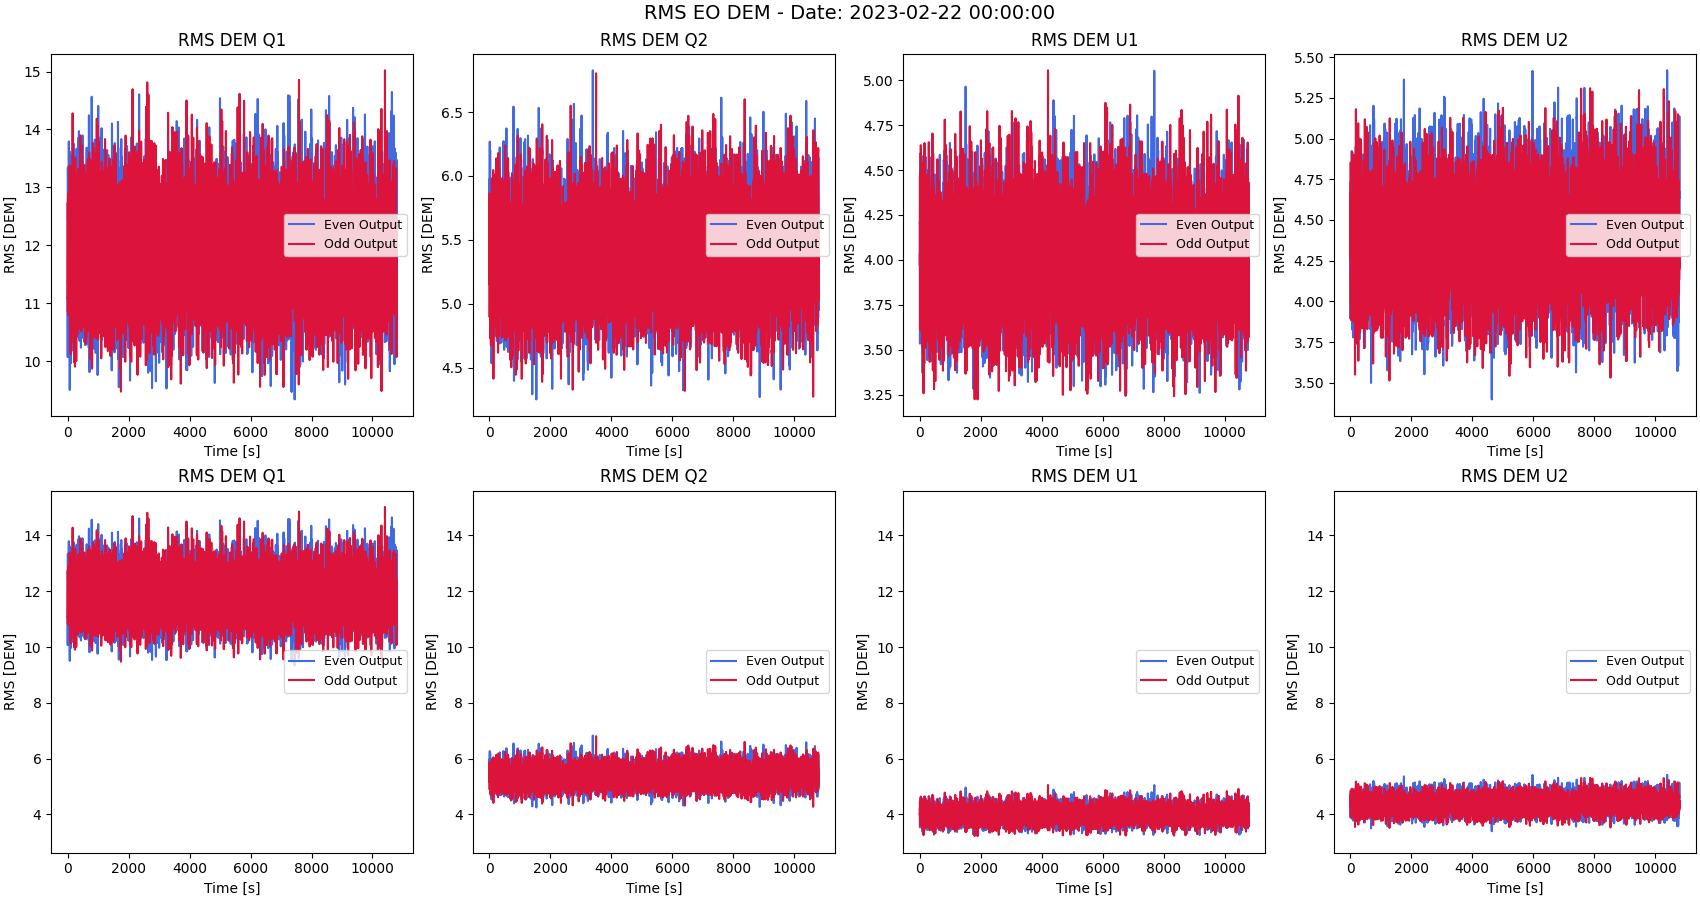 RMS EO DEM - Date: 2023-02-22 00:00:00
RMS DEM Q1
RMS [DEM]
15
14
13
12
11
10
0 2000 4000 6000 8000 10000
Time [s]
Even Output
Odd Output
RMS DEM Q2
RMS [DEM]
6.5
6.0
5.5
5.0
4.5
0 2000 4000 6000 8000 10000
Time [s]
Even Output
Odd Output
RMS DEM U1
RMS [DEM]
5.00
4.75
4.50
4.25
4.00
3.75
3.50
3.25
0 2000 4000 6000 8000 10000
Time [s]
Even Output
Odd Output
RMS DEM U2
RMS [DEM]
5.50
5.25
5.00
4.75
4.50
4.25
4.00
3.75
3.50
0 2000 4000 6000 8000 10000
Time [s]
Even Output
Odd Output
RMS DEM Q1
RMS [DEM]
14
12
10
8
6
4
0 2000 4000 6000 8000 10000
Time [s]
Even Output
Odd Output
RMS DEM Q2
RMS [DEM]
14
12
10
8
6
4
0 2000 4000 6000 8000 10000
Time [s]
Even Output
Odd Output
RMS DEM U1
RMS [DEM]
14
12
10
8
6
4
0 2000 4000 6000 8000 10000
Time [s]
Even Output
Odd Output
RMS DEM U2
RMS [DEM]
14
12
10
8
6
4
0 2000 4000 6000 8000 10000
Time [s]
Even Output
Odd Output